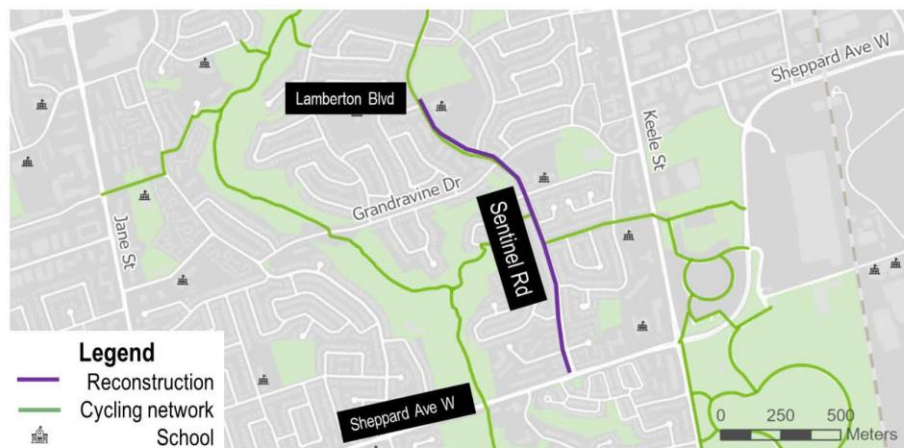 Sheppard Ave W
Lamberton Blvd
Keele St
Grandravine Dr
Jane St
Sentinel Rd
Legend
Reconstruction
Cycling network
School
Sheppard Ave W
0 250 500
Meters